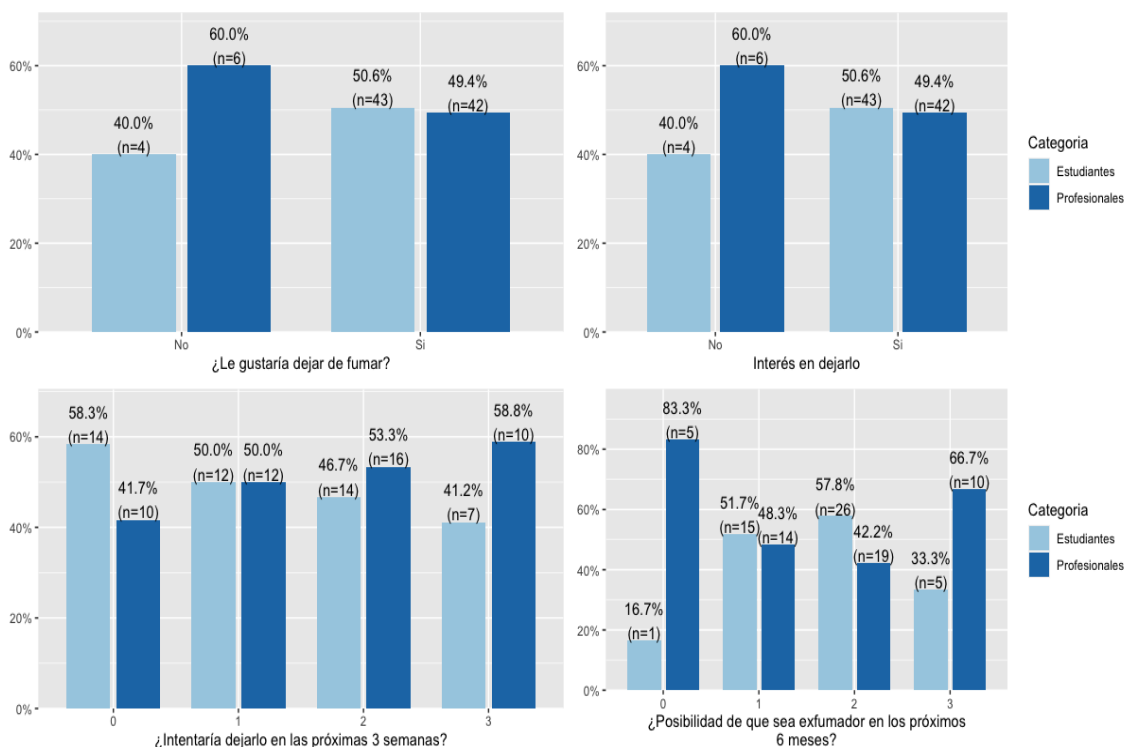 60.0%
(n=6)
50.6%
(n=43)
49.4%
(n=42)
40.0%
(n=4)
60%
40%
20%
0%
No
Si
¿Le gustaría dejar de fumar?
60.0%
(n=6)
50.6%
(n=43)
49.4%
(n=42)
40.0%
(n=4)
60%
40%
20%
0%
No
Si
Interés en dejarlo
Categoria
Estudiantes
Profesionales
58.3%
(n=14)
41.7%
(n=10)
50.0%
(n=12)
50.0%
(n=12)
46.7%
(n=14)
53.3%
(n=16)
41.2%
(n=7)
58.8%
(n=10)
60%
40%
20%
0%
0
1
2
3
¿Intentaría dejarlo en las próximas 3 semanas?
16.7%
(n=1)
83.3%
(n=5)
51.7%
(n=15)
48.3%
(n=14)
57.8%
(n=26)
42.2%
(n=19)
33.3%
(n=5)
66.7%
(n=10)
80%
60%
40%
20%
0%
0
1
2
3
¿Posibilidad de que sea exfumador en los próximos
6 meses?
Categoria
Estudiantes
Profesionales